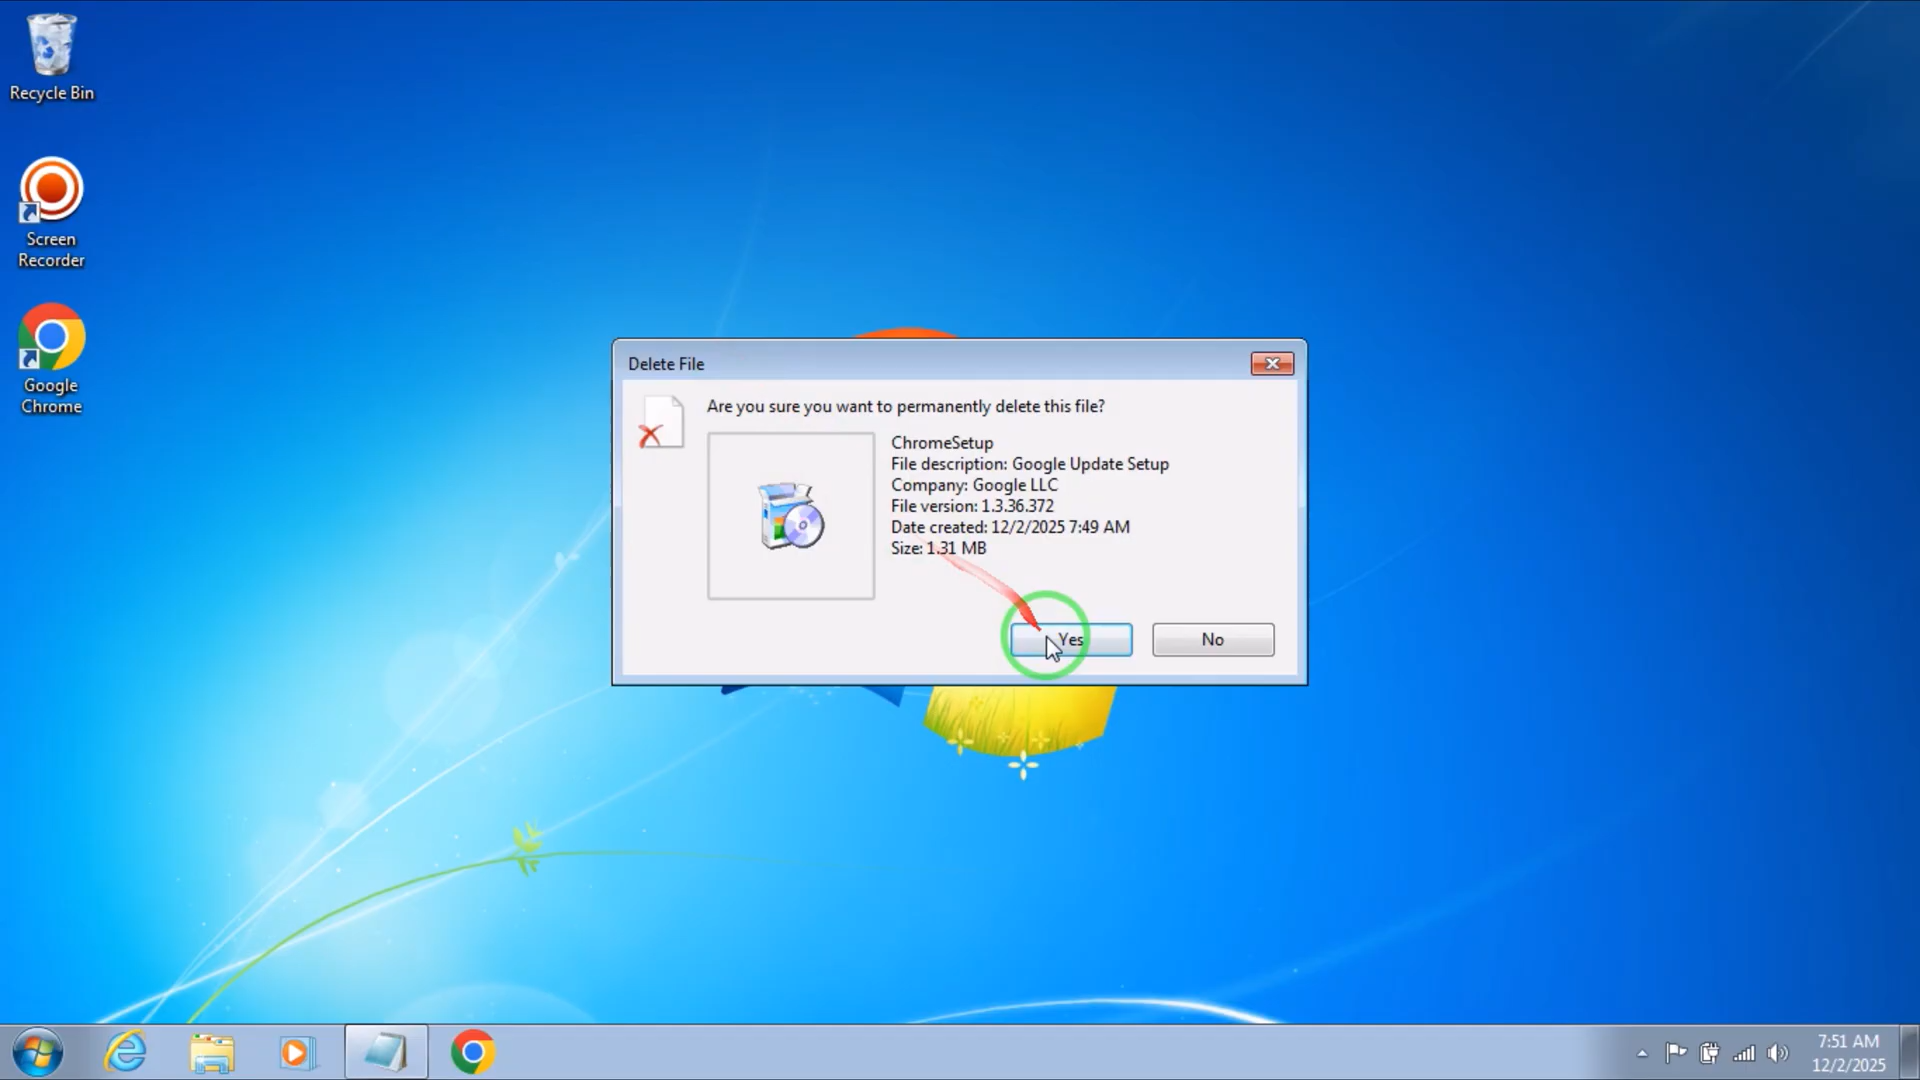 Recycle Bin
Screen
Recorder
Google
Chrome
Delete File
Are you sure you want to permanently delete this file?
ChromeSetup
File description: Google Update Setup
Company: Google LLC
File version: 1.3.36.372
Date created: 12/2/2025 7:49 AM
Size: 1.31 MB
Yes
No
7:51 AM
12/2/2025